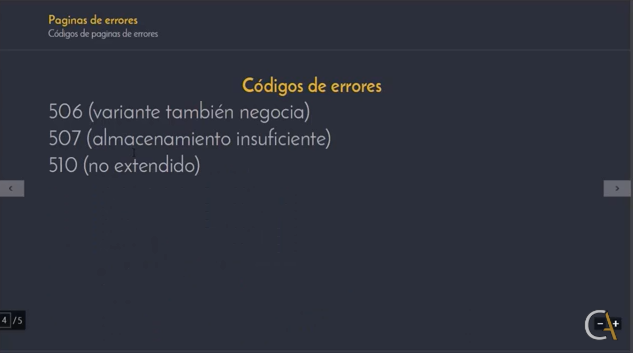 Paginas de errores
Códigos de paginas de errores
Códigos de errores
506 (variante también negocia)
507 (almacenamiento insuficiente)
510 (no extendido)
4 /5
CA